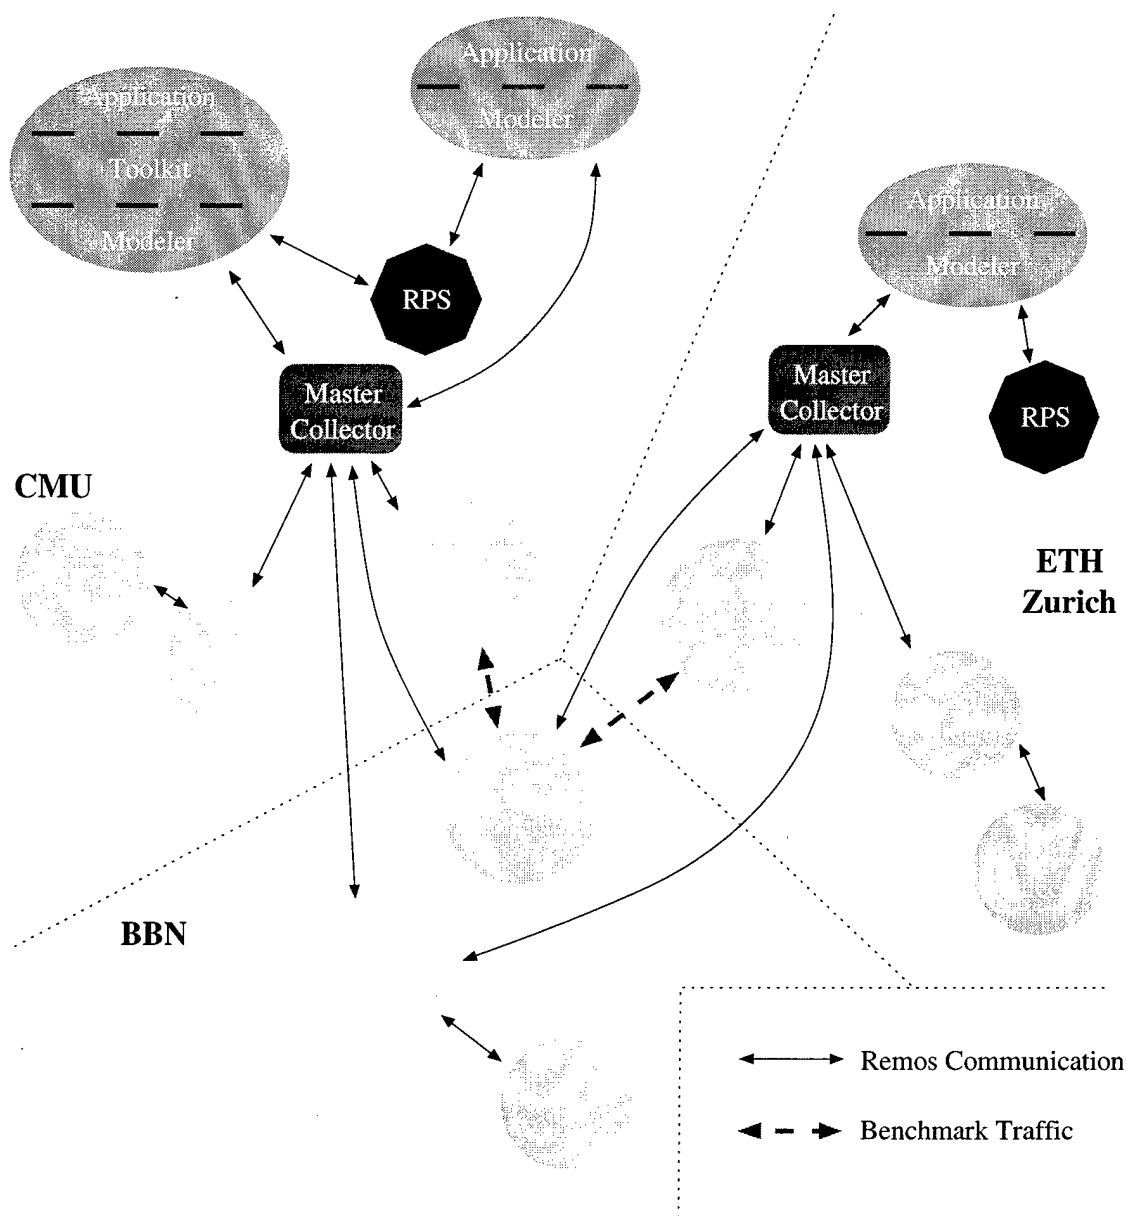 Application
Modeler
Application
Toolkit
Modeler
RPS
Master
Collector
Application
Modeler
Master
Collector
RPS
CMU
ETH
Zurich
BBN
Remos Communication
Benchmark Traffic